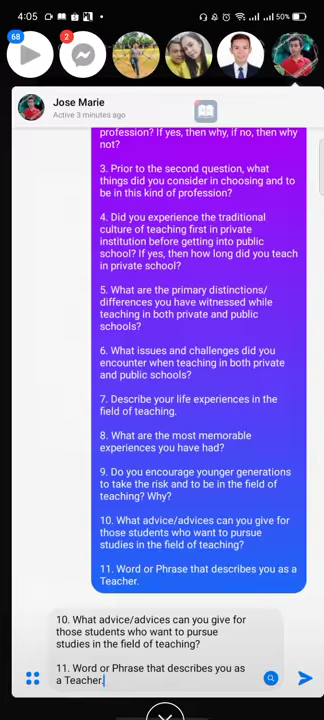 4:05
50%
68
2
Jose Marie
Active 3 minutes ago
profession? If yes, then why, if no, then why
not?
3. Prior to the second question, what
things did you consider in choosing and to
be in this kind of profession?
4. Did you experience the traditional
culture of teaching first in private
institution before getting into public
school? If yes, then how long did you teach
in private school?
5. What are the primary distinctions/
differences you have witnessed while
teaching in both private and public
schools?
6. What issues and challenges did you
encounter when teaching in both private
and public schools?
7. Describe your life experiences in the
field of teaching.
8. What are the most memorable
experiences you have had?
9. Do you encourage younger generations
to take the risk and to be in the field of
teaching? Why?
10. What advice/advices can you give for
those students who want to pursue
studies in the field of teaching?
11. Word or Phrase that describes you as a
Teacher.
10. What advice/advices can you give for
those students who want to pursue
studies in the field of teaching?
11. Word or Phrase that describes you as
a Teacher.